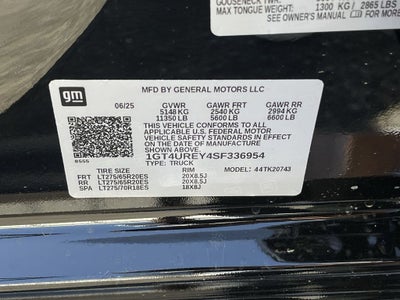 MAX TONGUE WEIGHT: 1300 KG / 2865 LBS
SEE OWNER'S MANUAL FOR MORE
gm
MFD BY GENERAL MOTORS LLC
06/25 GVWR GAWR FRT GAWR RR
5148 KG 2540 KG 2994 KG
11350 LB 5600 LB 6600 LB
THIS VEHICLE CONFORMS TO ALL
APPLICABLE U.S. FEDERAL MOTOR
VEHICLE SAFETY STANDARDS IN
EFFECT ON THE DATE OF
MANUFACTURE SHOWN ABOVE.
1GT4UREY4SF336954
TYPE: TRUCK
TIRE SIZE RIM MODEL: 44TK20743
FRT LT275/65R20ES 20X8.5J
RR LT275/65R20ES 20X8.5J
SPA LT275/70R18ES 18X8J